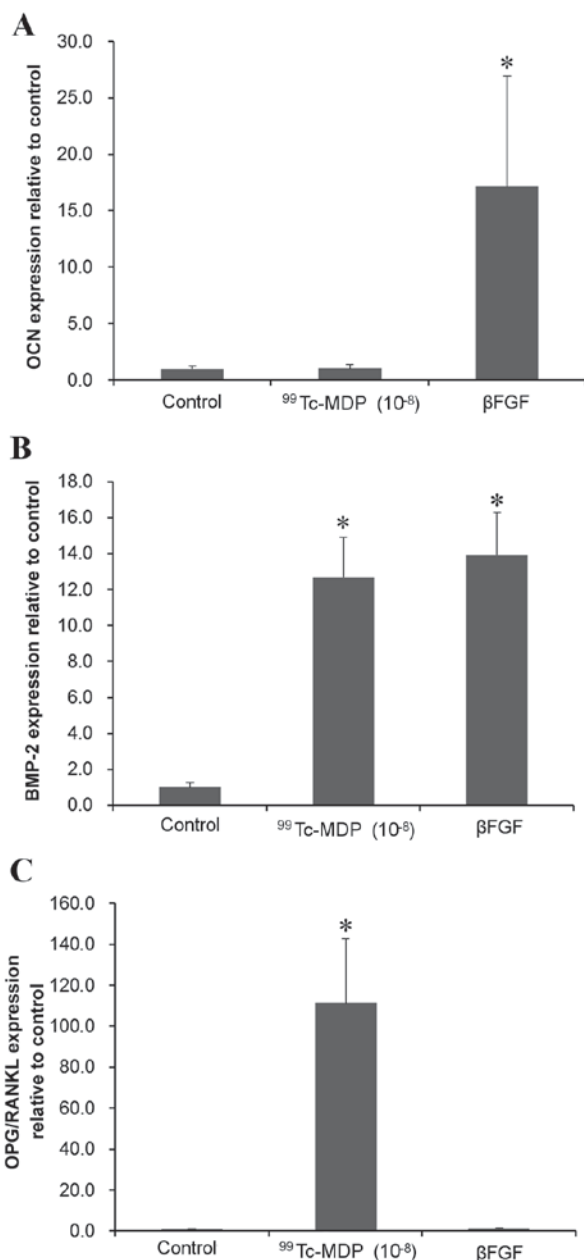 A
OCN expression relative to control
30.0
25.0
20.0
15.0
10.0
5.0
0.0
*
Control
⁹⁹Tc-MDP (10⁻⁸)
βFGF
B
BMP-2 expression relative to control
18.0
16.0
14.0
12.0
10.0
8.0
6.0
4.0
2.0
0.0
*
*
Control
⁹⁹Tc-MDP (10⁻⁸)
βFGF
C
OPG/RANKL expression
relative to control
160.0
140.0
120.0
100.0
80.0
60.0
40.0
20.0
0.0
*
Control
⁹⁹Tc-MDP (10⁻⁸)
βFGF